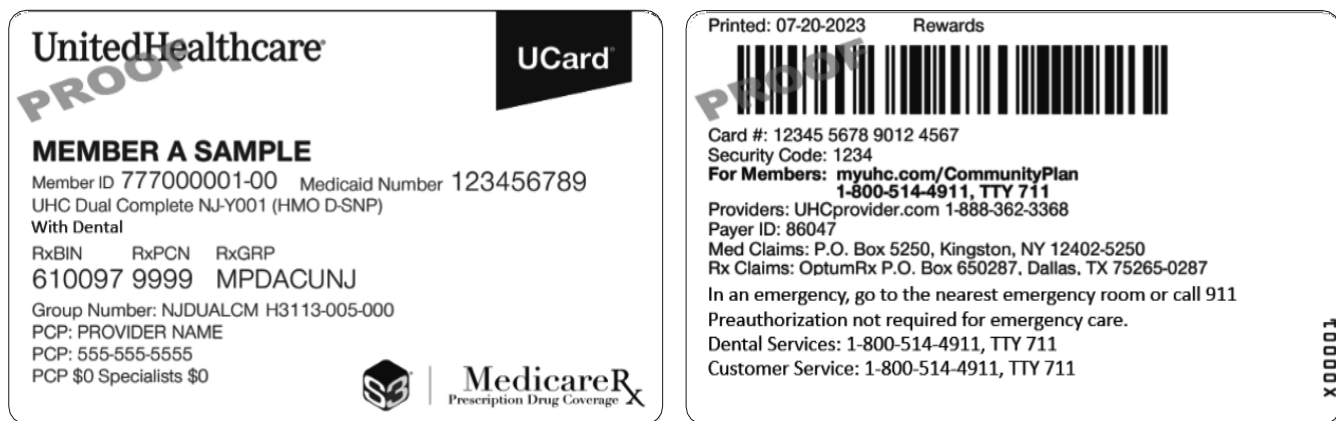 UnitedHealthcare®
UCard®
PROOF
MEMBER A SAMPLE
Member ID 777000001-00 Medicaid Number 123456789
UHC Dual Complete NJ-Y001 (HMO D-SNP)
With Dental
RxBIN RxPCN RxGRP
610097 9999 MPDACUNJ
Group Number: NJDUALCM H3113-005-000
PCP: PROVIDER NAME
PCP: 555-555-5555
PCP $0 Specialists $0
S3
MedicareRx
Prescription Drug Coverage
Printed: 07-20-2023 Rewards
PROOF
Card #: 12345 5678 9012 4567
Security Code: 1234
For Members: myuhc.com/CommunityPlan
1-800-514-4911, TTY 711
Providers: UHCprovider.com 1-888-362-3368
Payer ID: 86047
Med Claims: P.O. Box 5250, Kingston, NY 12402-5250
Rx Claims: OptumRx P.O. Box 650287, Dallas, TX 75265-0287
In an emergency, go to the nearest emergency room or call 911
Preauthorization not required for emergency care.
Dental Services: 1-800-514-4911, TTY 711
Customer Service: 1-800-514-4911, TTY 711